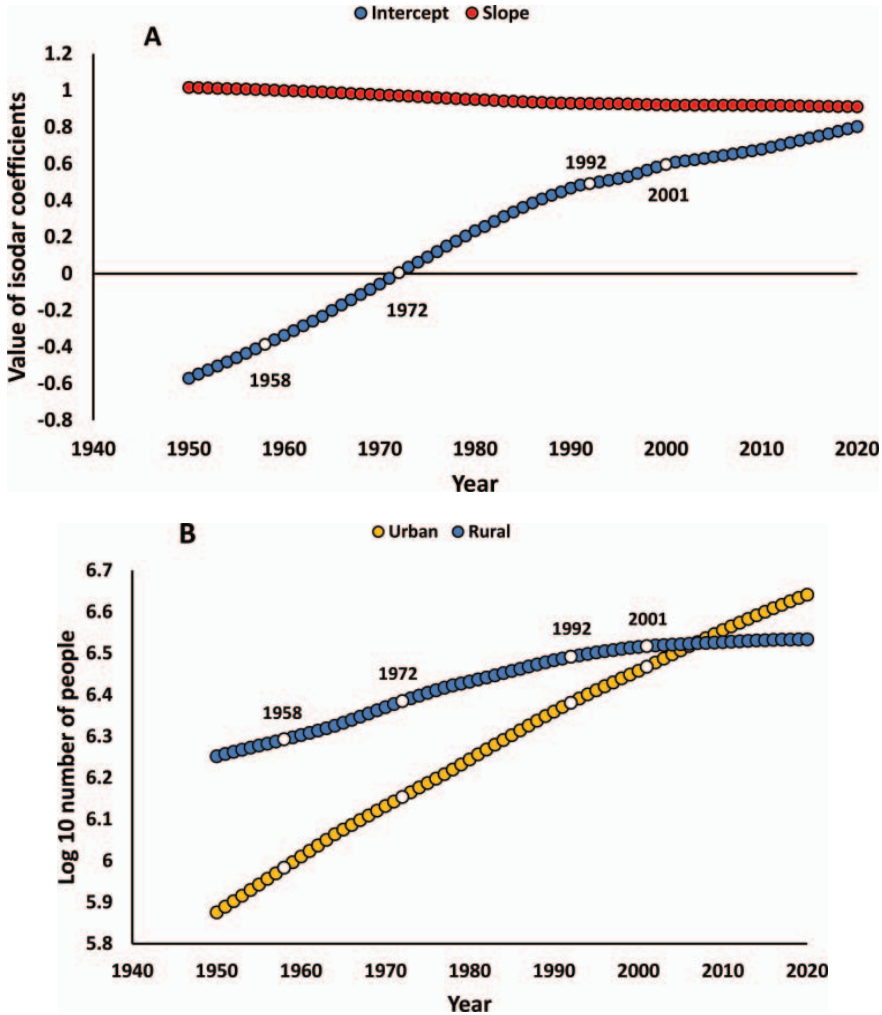 Intercept Slope
A
Value of isodar coefficients
1.2
1
0.8
0.6
0.4
0.2
0
-0.2
-0.4
-0.6
-0.8
1992
2001
1972
1958
1940 1950 1960 1970 1980 1990 2000 2010 2020
Year
B
Urban Rural
Log 10 number of people
6.7
6.6
6.5
6.4
6.3
6.2
6.1
6
5.9
5.8
2001
1992
1972
1958
1940 1950 1960 1970 1980 1990 2000 2010 2020
Year